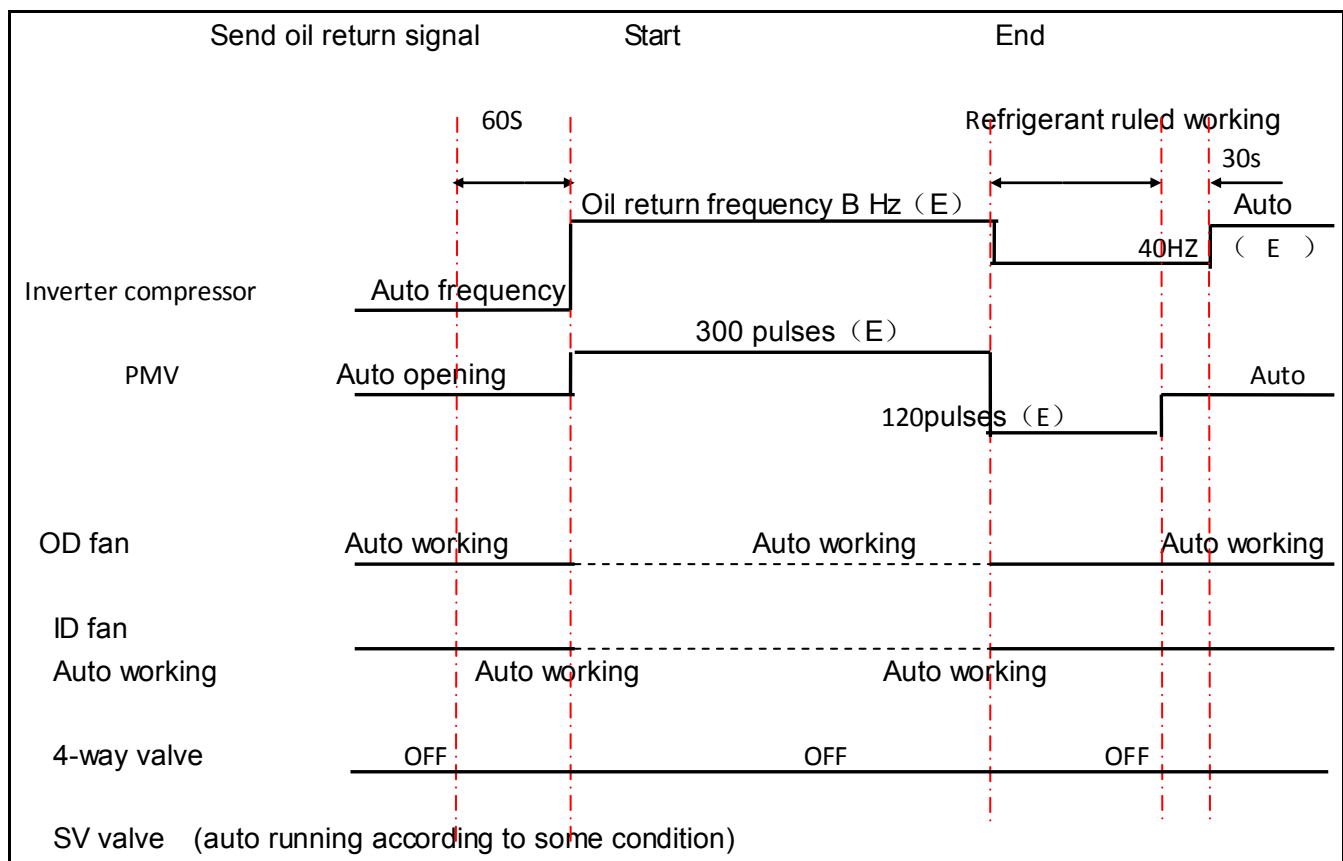 Send oil return signal Start End
60S Refrigerant ruled working
30s
Oil return frequency B Hz（E） Auto
40HZ （ E ）
Inverter compressor Auto frequency
300 pulses（E）
PMV Auto opening Auto
120pulses（E）
OD fan Auto working Auto working Auto working
ID fan
Auto working Auto working Auto working
4-way valve OFF OFF OFF
SV valve (auto running according to some condition)